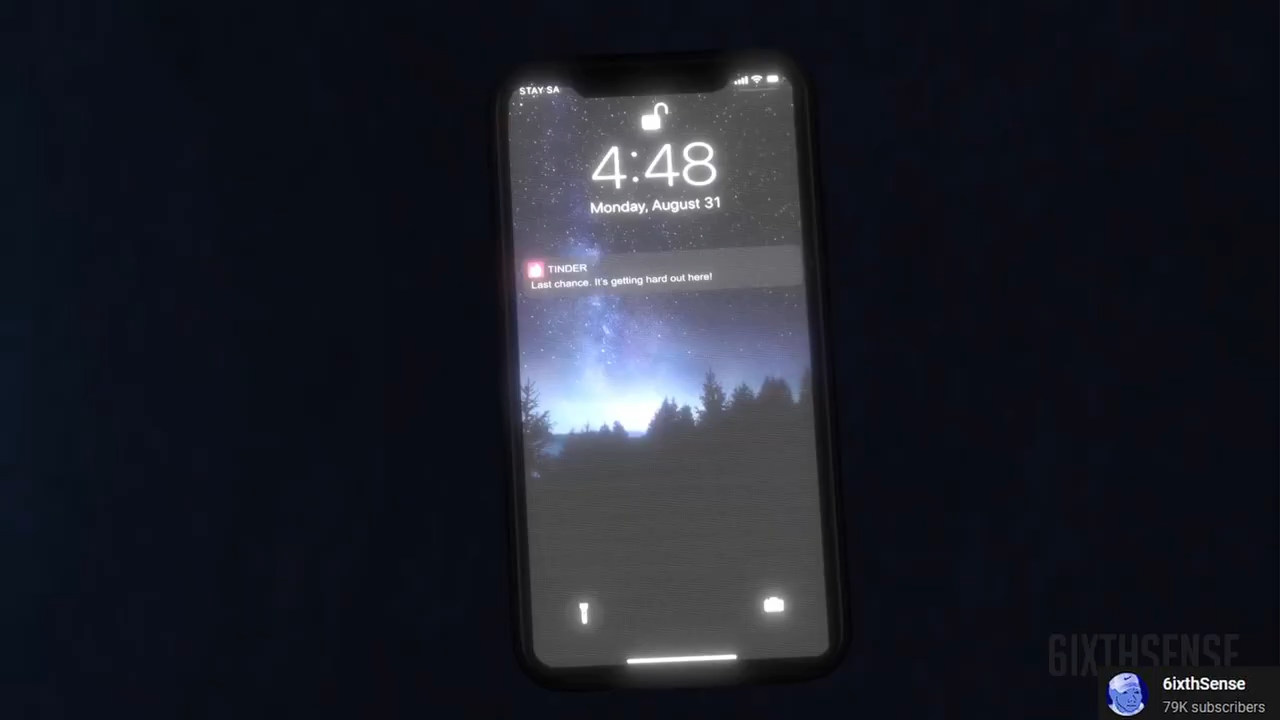 STAY SA
4:48
Monday, August 31
TINDER
Last chance. It's getting hard out here!
6IXTHSENSE
6ixthSense
79K subscribers